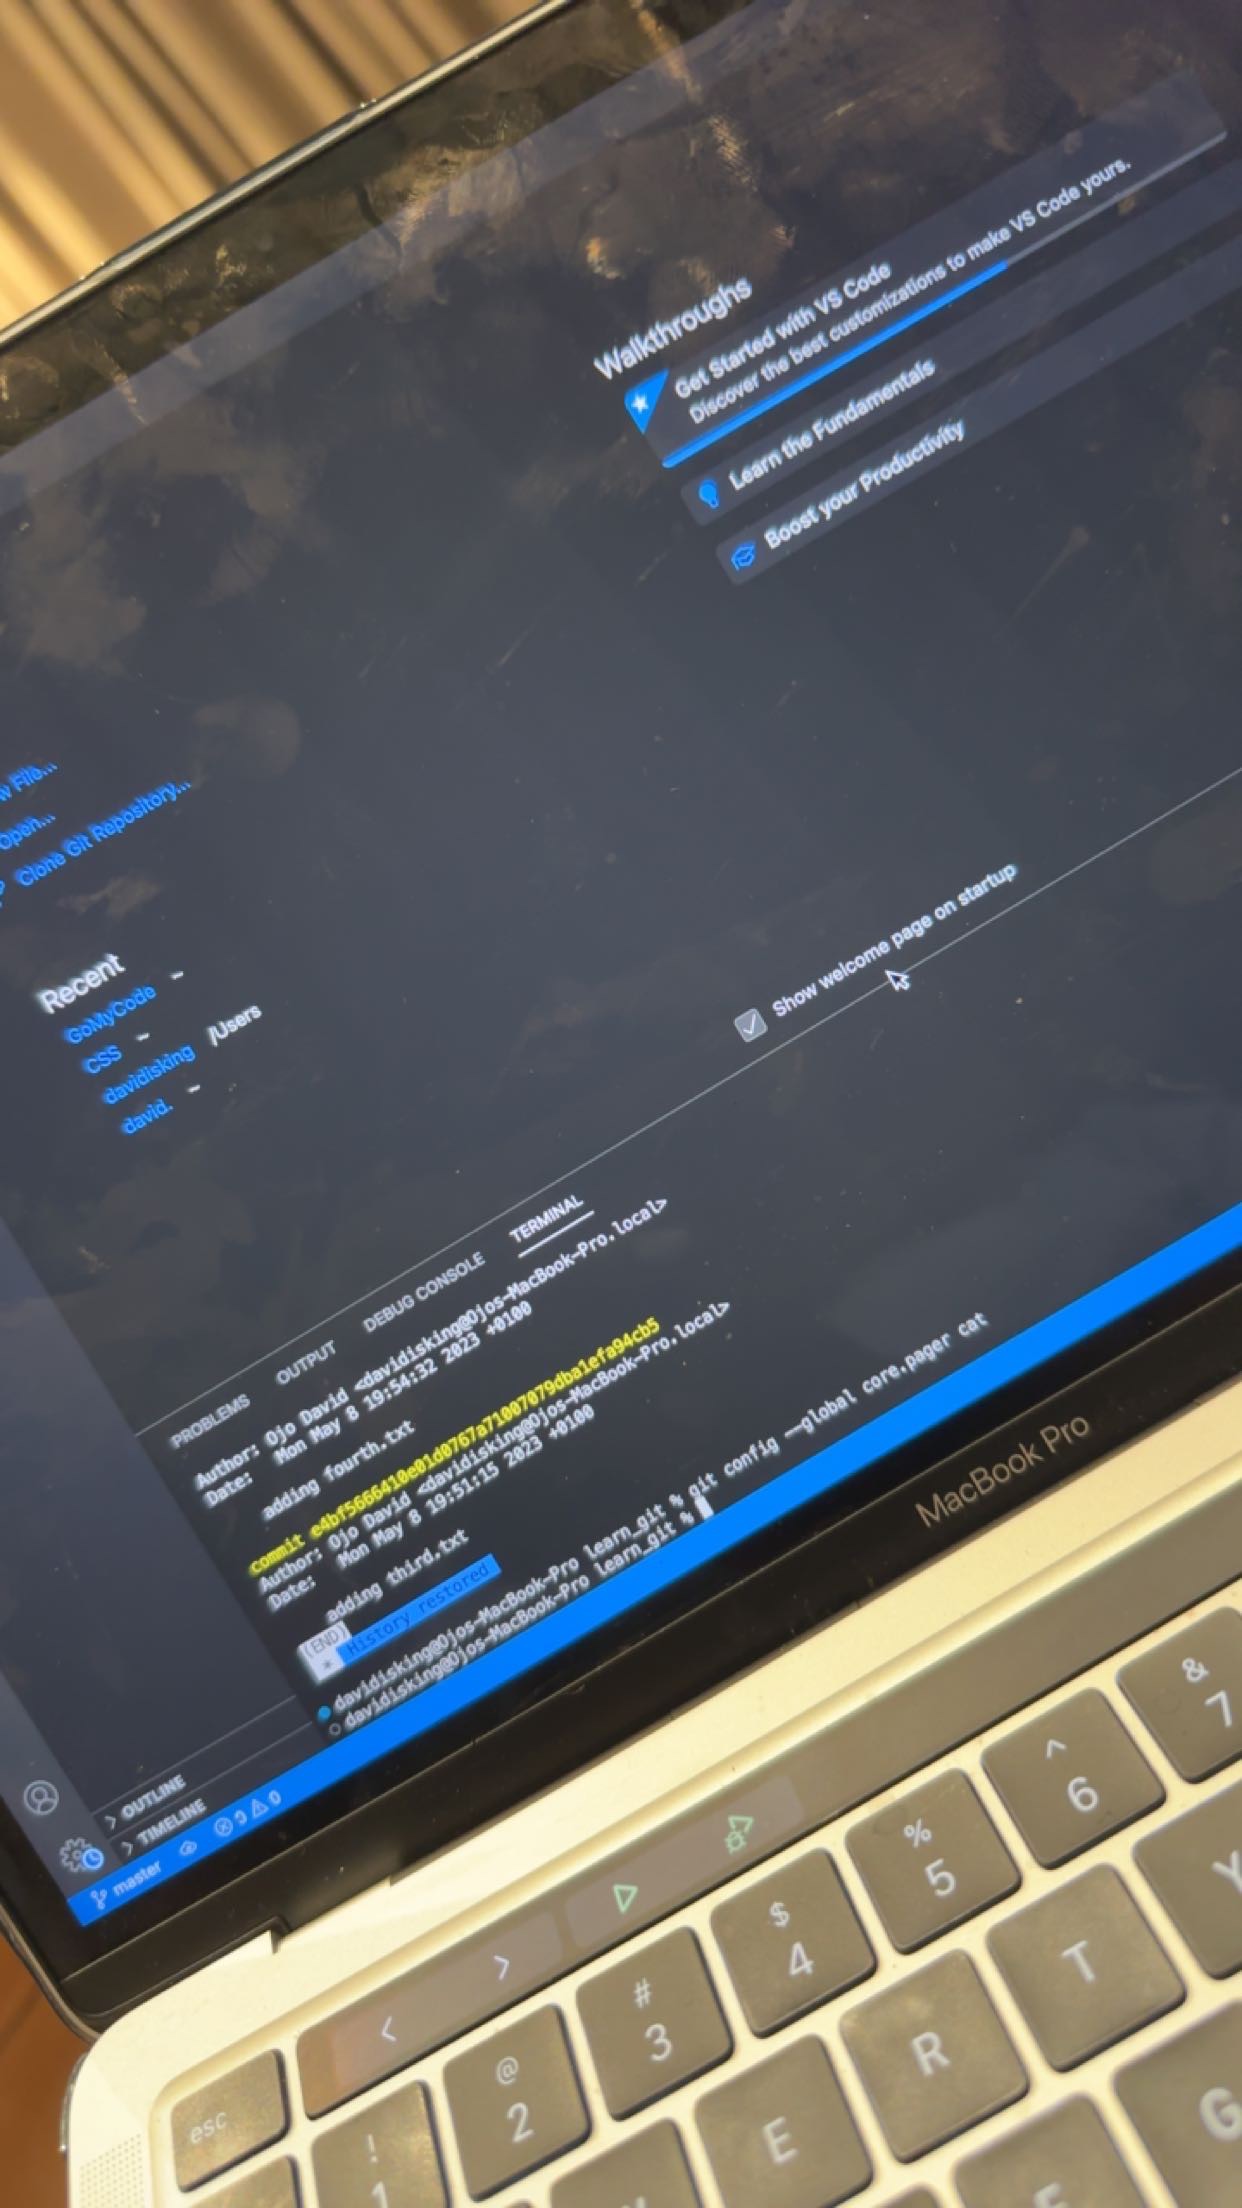 Walkthroughs
Get Started with VS Code
Discover the best customizations to make VS Code yours.
Learn the Fundamentals
Boost your Productivity
File...
Open...
Clone Git Repository...
Recent
GoMyCode ~
CSS ~
davidisking /Users
david. ~
Show welcome page on startup
PROBLEMS OUTPUT DEBUG CONSOLE TERMINAL
Author: Ojo David <davidisking@Ojos-MacBook-Pro.local>
Date: Mon May 8 19:54:32 2023 +0100
adding fourth.txt
commit e4bf5666410e01d0767a71007079dba1efa94cb5
Author: Ojo David <davidisking@Ojos-MacBook-Pro.local>
Date: Mon May 8 19:51:15 2023 +0100
adding third.txt
(END)
* History restored
davidisking@Ojos-MacBook-Pro learn_git % git config --global core.pager cat
davidisking@Ojos-MacBook-Pro learn_git %
> OUTLINE
> TIMELINE
master 0 0
MacBook Pro
< >
esc
! 1
@ 2
# 3
$ 4
% 5
^ 6
& 7
E R T Y
G